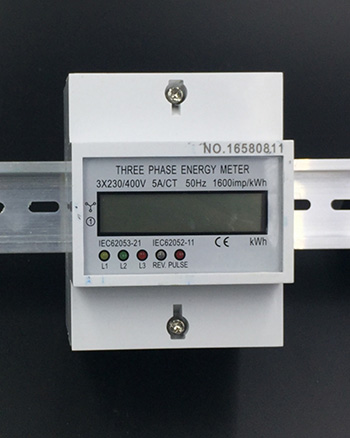 NO.16580811
THREE PHASE ENERGY METER
3X230/400V 5A/CT 50Hz 1600imp/kWh
1
IEC62053-21 IEC62052-11 CE kWh
L1 L2 L3 REV. PULSE